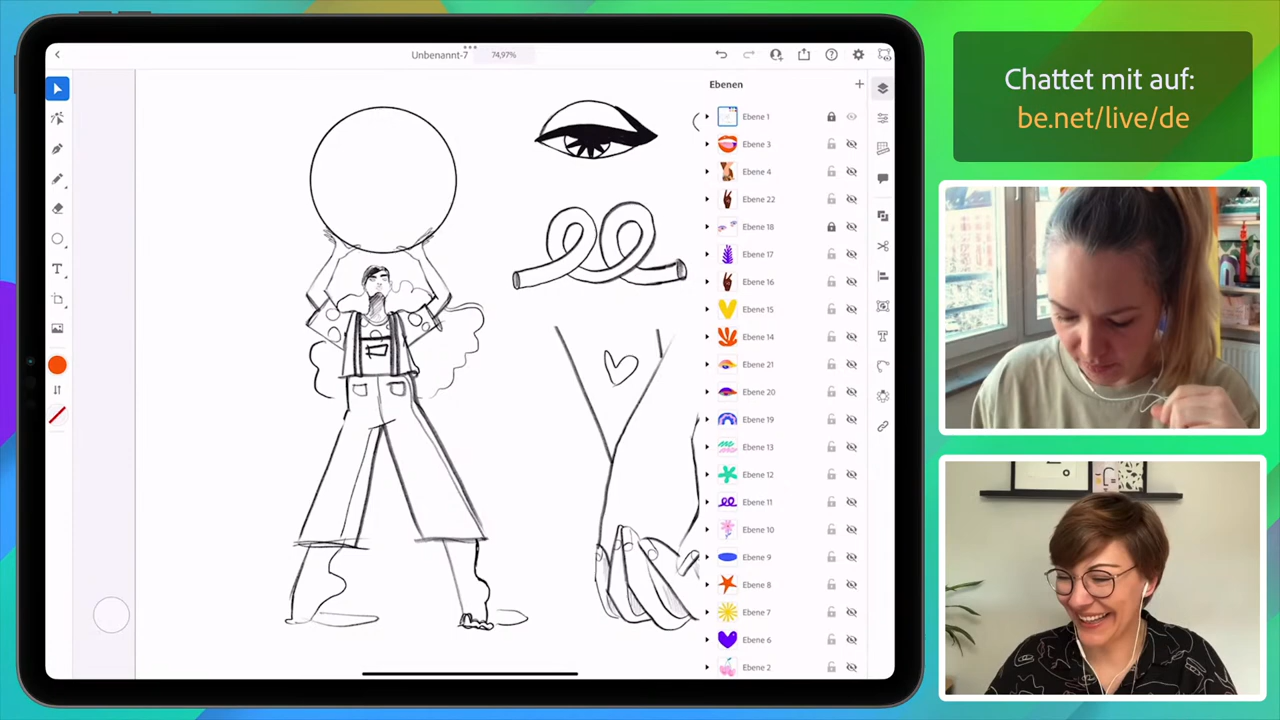 Unbenannt-7
74,97%
Chattet mit auf:
be.net/live/de
Ebenen
Ebene 1
Ebene 3
Ebene 4
Ebene 22
Ebene 18
Ebene 17
Ebene 16
Ebene 15
Ebene 14
Ebene 21
Ebene 20
Ebene 19
Ebene 13
Ebene 12
Ebene 11
Ebene 10
Ebene 9
Ebene 8
Ebene 7
Ebene 6
Ebene 2